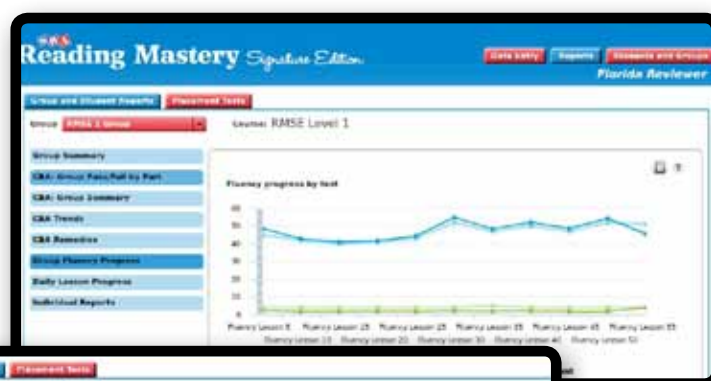 SRA
Reading Mastery Signature Edition
Data Entry Reports Students and Groups
Florida Reviewer
Group and Student Reports Placement Tests
Group RMSE 1 Group Course: RMSE Level 1
Group Summary
CBA: Group Pass/Fail by Part
CBA: Group Summary
CBA Trends
CBA Remedies
Group Fluency Progress
Daily Lesson Progress
Individual Reports
?
Fluency progress by test
60
50
40
30
20
10
0
Fluency Lesson 5 Fluency Lesson 15 Fluency Lesson 25 Fluency Lesson 35 Fluency Lesson 45 Fluency Lesson 55
Fluency Lesson 10 Fluency Lesson 20 Fluency Lesson 30 Fluency Lesson 40 Fluency Lesson 50
Placement Tests